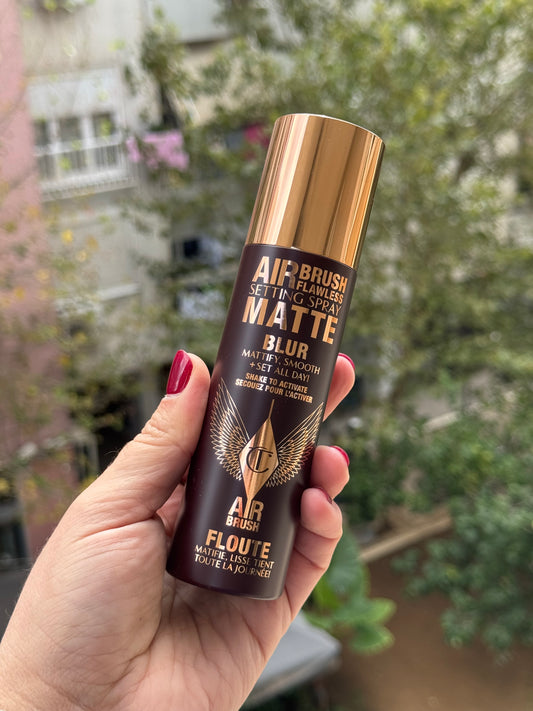 AIRBRUSH
FLAWLESS
SETTING SPRAY
MATTE
BLUR
MATTIFY, SMOOTH
+ SET ALL DAY!
SHAKE TO ACTIVATE
SECOUEZ POUR L'ACTIVER
CT
AIR
BRUSH
FLOUTE
MATIFIE, LISSE, TIENT
TOUTE LA JOURNÉE!